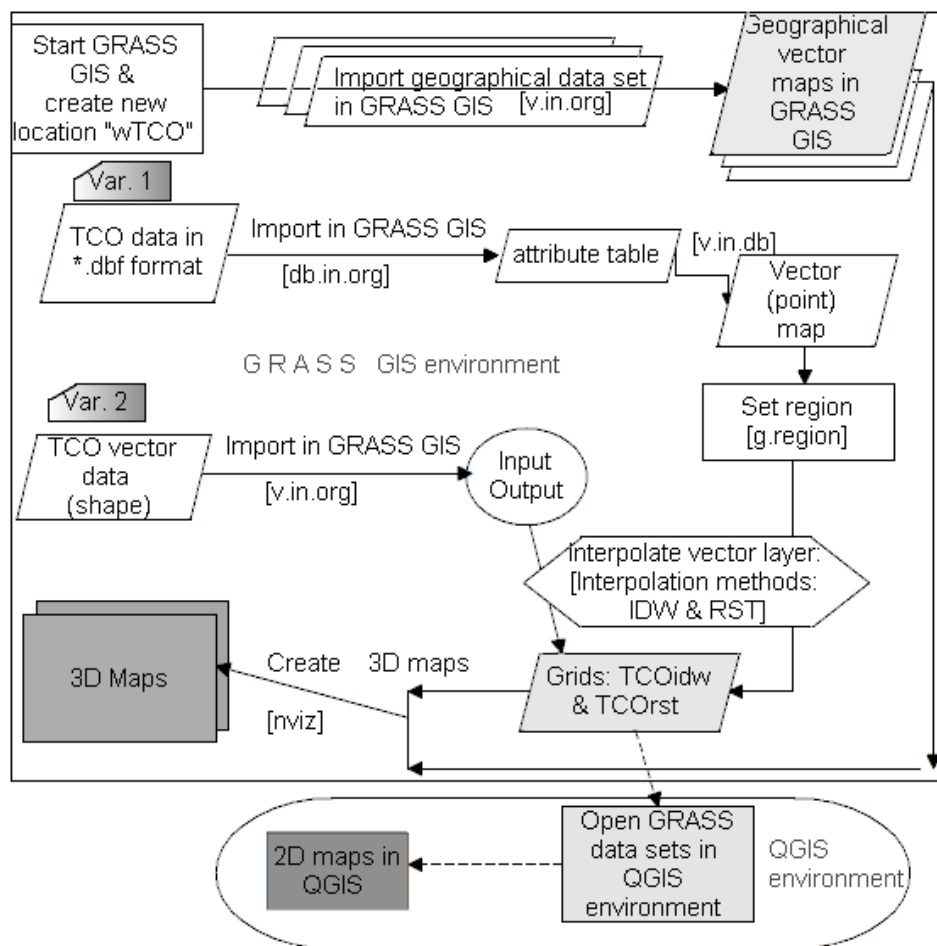 Start GRASS
GIS &
create new
location "wTCO"
Import geographical data set
in GRASS GIS
[v.in.org]
Geographical
vector
maps in
GRASS
GIS
Var. 1
TCO data in
*.dbf format
Import in GRASS GIS
[db.in.org]
attribute table
[v.in.db]
Vector
(point)
map
G R A S S GIS environment
Set region
[g.region]
Var. 2
TCO vector
data
(shape)
Import in GRASS GIS
[v.in.org]
Input
Output
Interpolate vector layer:
[Interpolation methods:
IDW & RST]
3D Maps
Create 3D maps
[nviz]
Grids: TCOidw
& TCOrst
2D maps in
QGIS
Open GRASS
data sets in
QGIS
environment
QGIS
environment